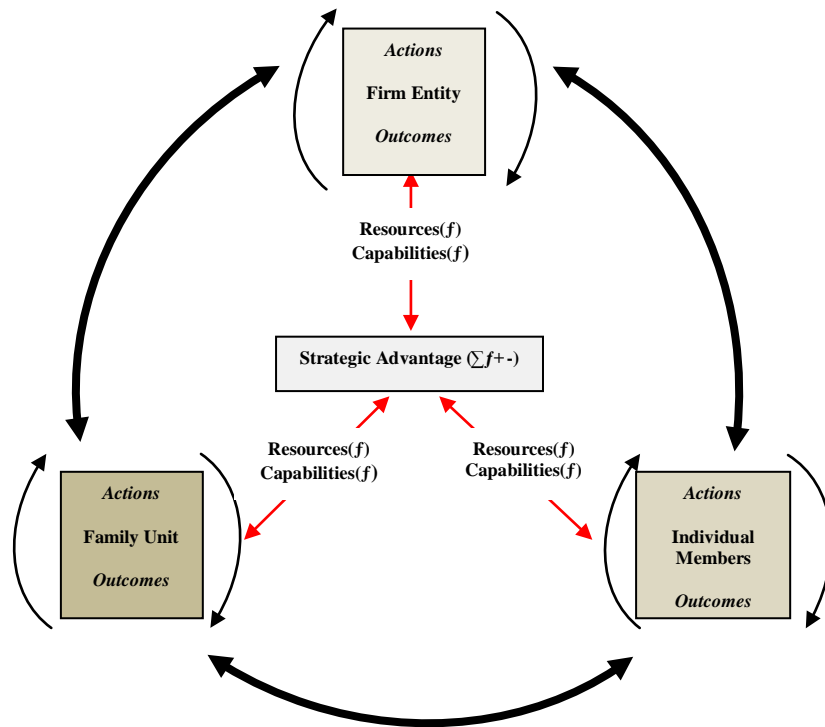 Actions
Firm Entity
Outcomes
Resources(ƒ)
Capabilities(ƒ)
Strategic Advantage (∑ƒ+-)
Resources(ƒ)
Capabilities(ƒ)
Resources(ƒ)
Capabilities(ƒ)
Actions
Family Unit
Outcomes
Actions
Individual
Members
Outcomes